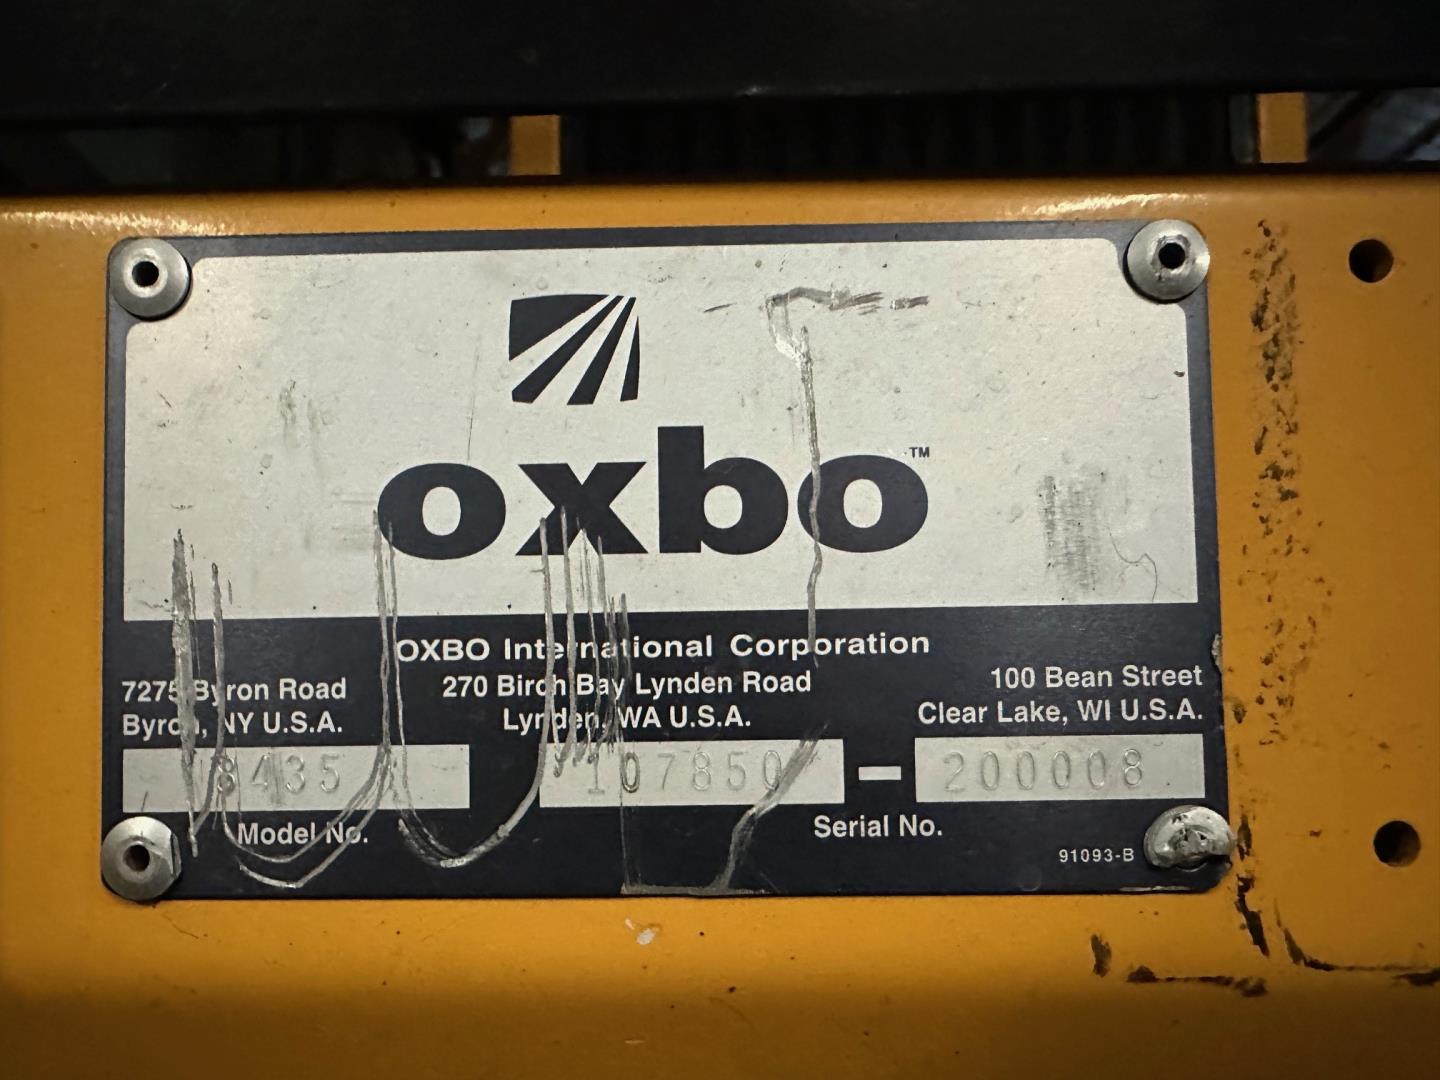 oxbo™
OXBO International Corporation
7275 Byron Road
Byron, NY U.S.A.
270 Birch Bay Lynden Road
Lynden, WA U.S.A.
100 Bean Street
Clear Lake, WI U.S.A.
8435
107850 – 200008
Model No.
Serial No.
91093-B